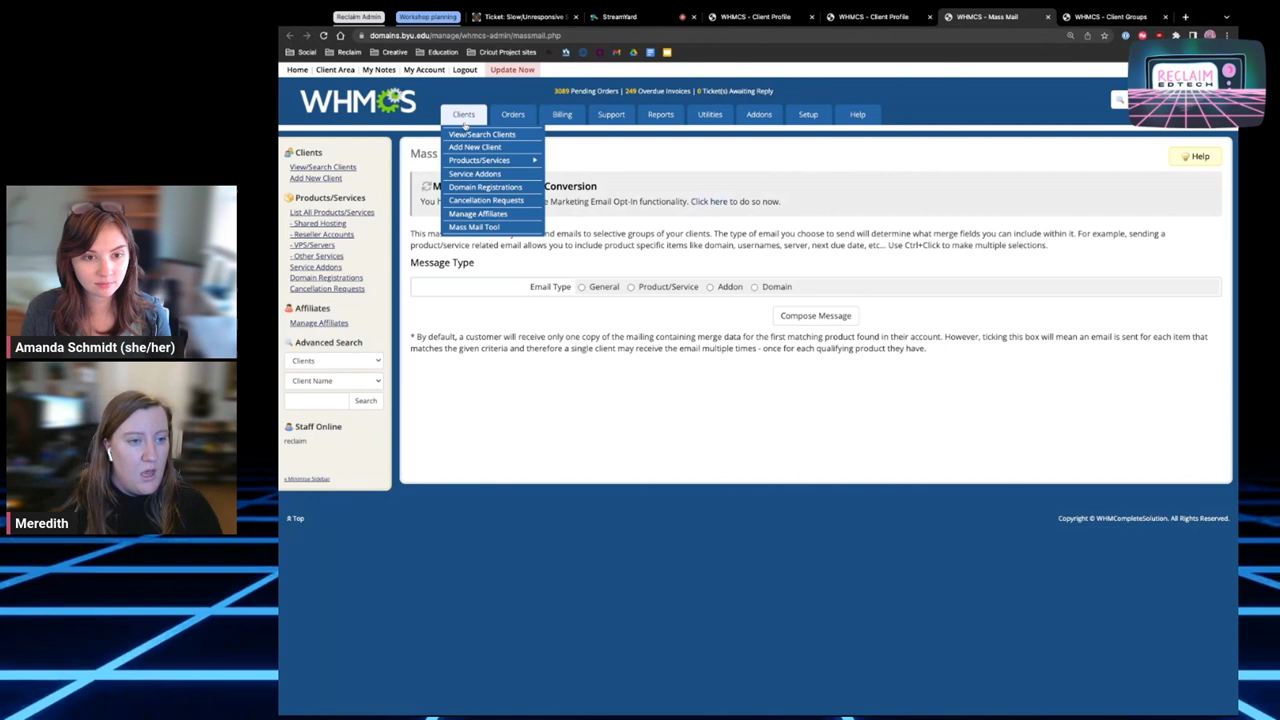 Reclaim Admin
Workshop planning
Ticket: Slow/Unresponsive S
StreamYard
WHMCS - Client Profile
WHMCS - Client Profile
WHMCS - Mass Mail
WHMCS - Client Groups
domains.byu.edu/manage/whmcs-admin/massmail.php
Social
Reclaim
Creative
Education
Cricut Project sites
Home
Client Area
My Notes
My Account
Logout
Update Now
RECLAIM
EDTECH
WHMCS
3089 Pending Orders | 249 Overdue Invoices | 0 Ticket(s) Awaiting Reply
Clients
Orders
Billing
Support
Reports
Utilities
Addons
Setup
Help
View/Search Clients
Add New Client
Products/Services
Service Addons
Domain Registrations
Cancellation Requests
Manage Affiliates
Mass Mail Tool
Clients
View/Search Clients
Add New Client
Products/Services
List All Products/Services
- Shared Hosting
- Reseller Accounts
- VPS/Servers
- Other Services
Service Addons
Domain Registrations
Cancellation Requests
Affiliates
Manage Affiliates
Advanced Search
Clients
Client Name
Search
Staff Online
reclaim
« Minimise Sidebar
Mass
Help
M
Conversion
You h
e Marketing Email Opt-In functionality. Click here to do so now.
This mas
nd emails to selective groups of your clients. The type of email you choose to send will determine what merge fields you can include within it. For example, sending a
product/service related email allows you to include product specific items like domain, usernames, server, next due date, etc... Use Ctrl+Click to make multiple selections.
Message Type
Email Type
General
Product/Service
Addon
Domain
Compose Message
* By default, a customer will receive only one copy of the mailing containing merge data for the first matching product found in their account. However, ticking this box will mean an email is sent for each item that
matches the given criteria and therefore a single client may receive the email multiple times - once for each qualifying product they have.
Top
Copyright © WHMCompleteSolution. All Rights Reserved.
Amanda Schmidt (she/her)
Meredith